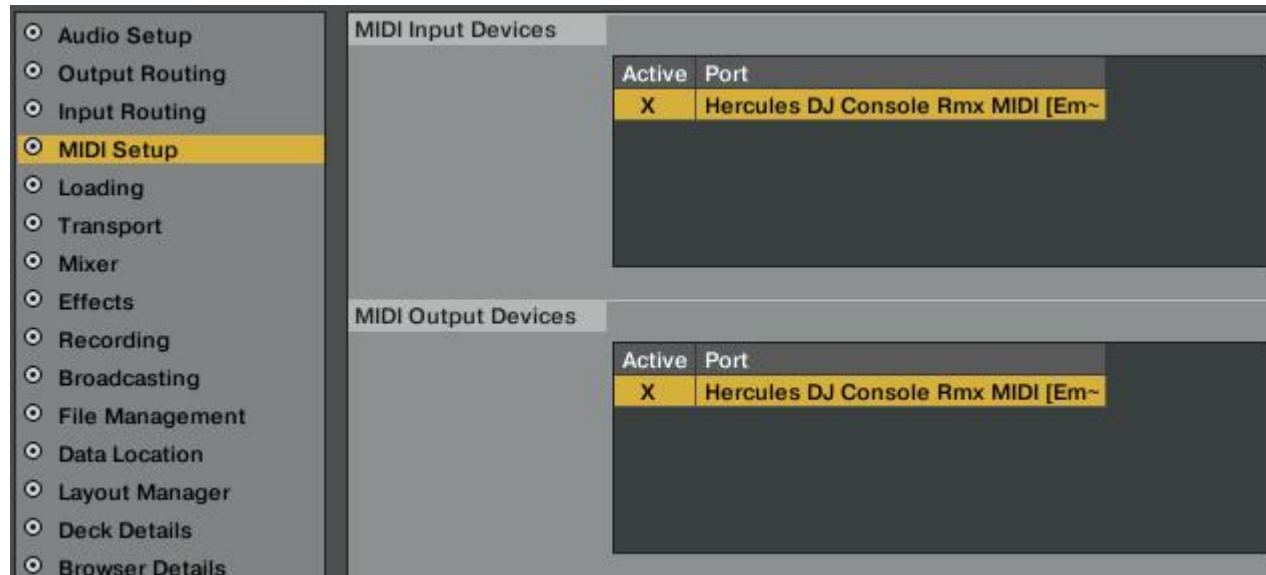 Audio Setup
Output Routing
Input Routing
MIDI Setup
Loading
Transport
Mixer
Effects
Recording
Broadcasting
File Management
Data Location
Layout Manager
Deck Details
Browser Details
MIDI Input Devices
Active Port
X Hercules DJ Console Rmx MIDI [Em~
MIDI Output Devices
Active Port
X Hercules DJ Console Rmx MIDI [Em~